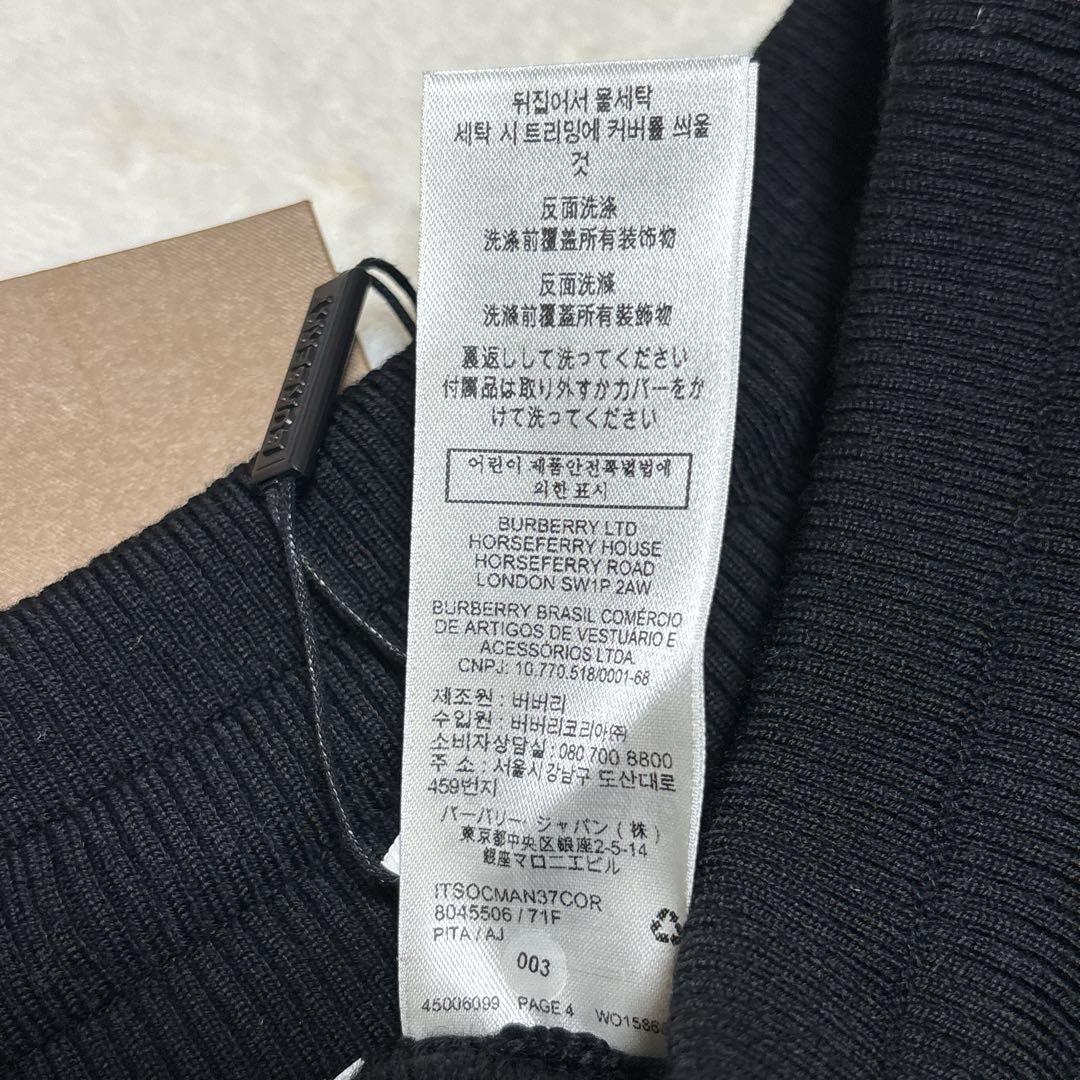 뒤집어서 물세탁
세탁 시 트리밍에 커버를 씌울
것
反面洗涤
洗涤前覆盖所有装饰物
反面洗滌
洗滌前覆蓋所有裝飾物
裏返しして洗ってください
付属品は取り外すかカバーをか
けて洗ってください
어린이 제품안전특별법에
의한 표시
BURBERRY LTD
HORSEFERRY HOUSE
HORSEFERRY ROAD
LONDON SW1P 2AW
BURBERRY BRASIL COMÉRCIO
DE ARTIGOS DE VESTUÁRIO E
ACESSÓRIOS LTDA
CNPJ: 10.770.518/0001-68
제조원 : 버버리
수입원 : 버버리코리아㈜
소비자상담실 : 080 700 8800
주 소 : 서울시 강남구 도산대로
459번지
バーバリー・ジャパン(株)
東京都中央区銀座2-5-14
銀座マロニエビル
ITSOCMAN37COR
8045506 / 71F
PITA / AJ
003
45006099 PAGE 4